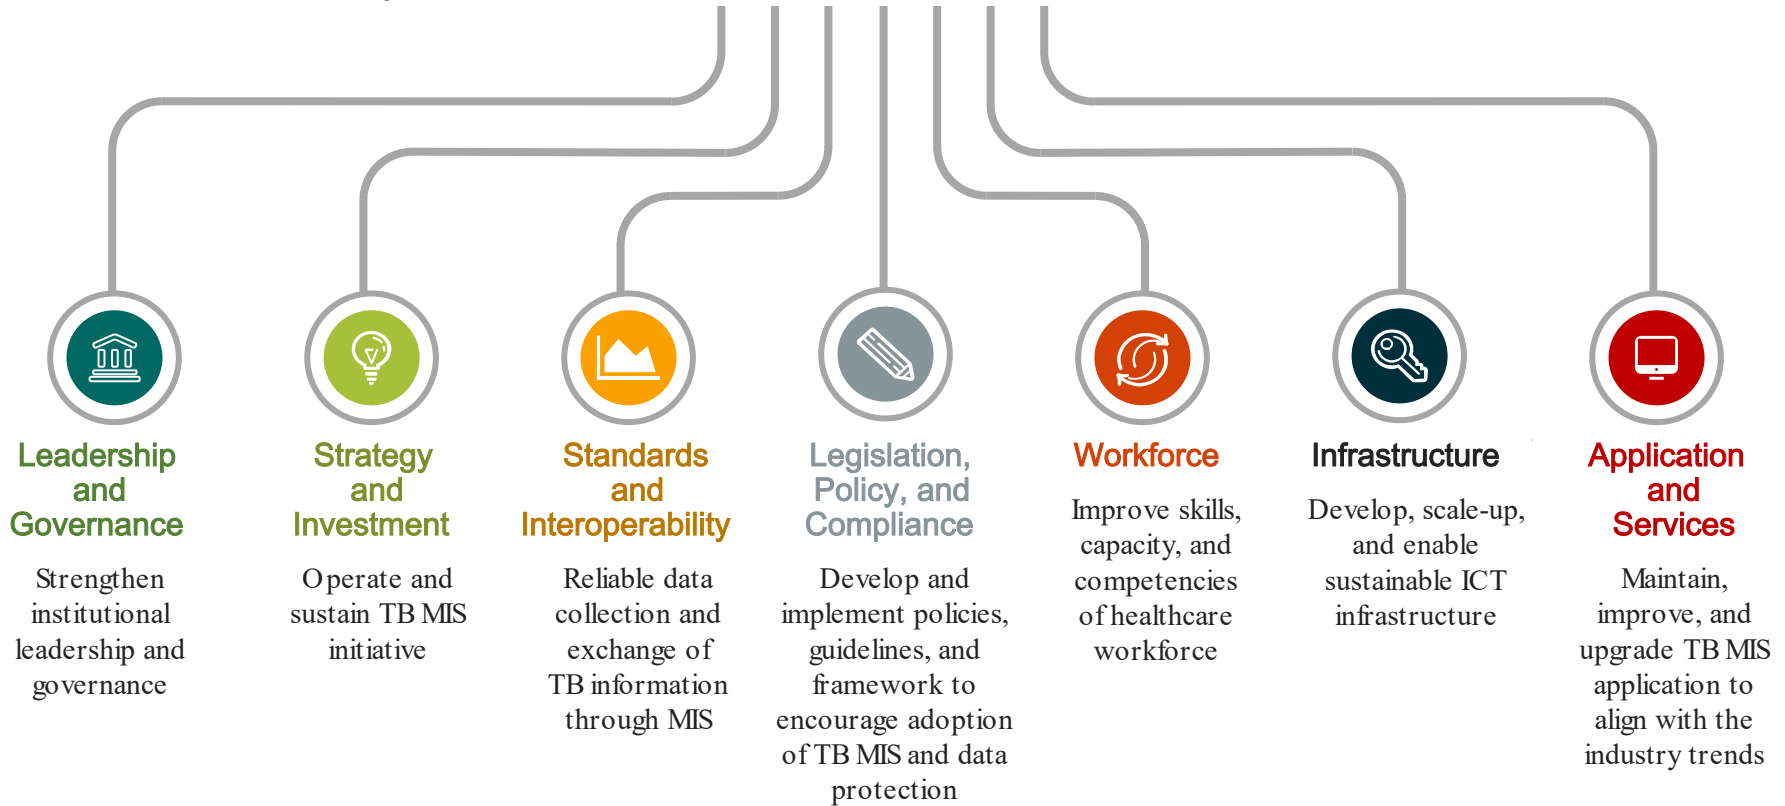 Leadership
and
Governance
Strengthen
institutional
leadership and
governance
Strategy
and
Investment
Operate and
sustain TB MIS
initiative
Standards
and
Interoperability
Reliable data
collection and
exchange of
TB information
through MIS
Legislation,
Policy, and
Compliance
Develop and
implement policies,
guidelines, and
framework to
encourage adoption
of TB MIS and data
protection
Workforce
Improve skills,
capacity, and
competencies
of healthcare
workforce
Infrastructure
Develop, scale-up,
and enable
sustainable ICT
infrastructure
Application
and
Services
Maintain,
improve, and
upgrade TB MIS
application to
align with the
industry trends